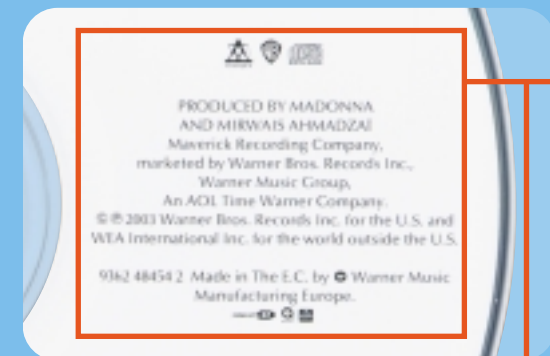 PRODUCED BY MADONNA
AND MIRWAIS AHMADZAÏ
Maverick Recording Company,
marketed by Warner Bros. Records Inc.,
Warner Music Group,
An AOL Time Warner Company.
© ℗ 2003 Warner Bros. Records Inc. for the U.S. and
WEA International Inc. for the world outside the U.S.
9362 48454 2 Made in The E.C. by Warner Music
Manufacturing Europe.